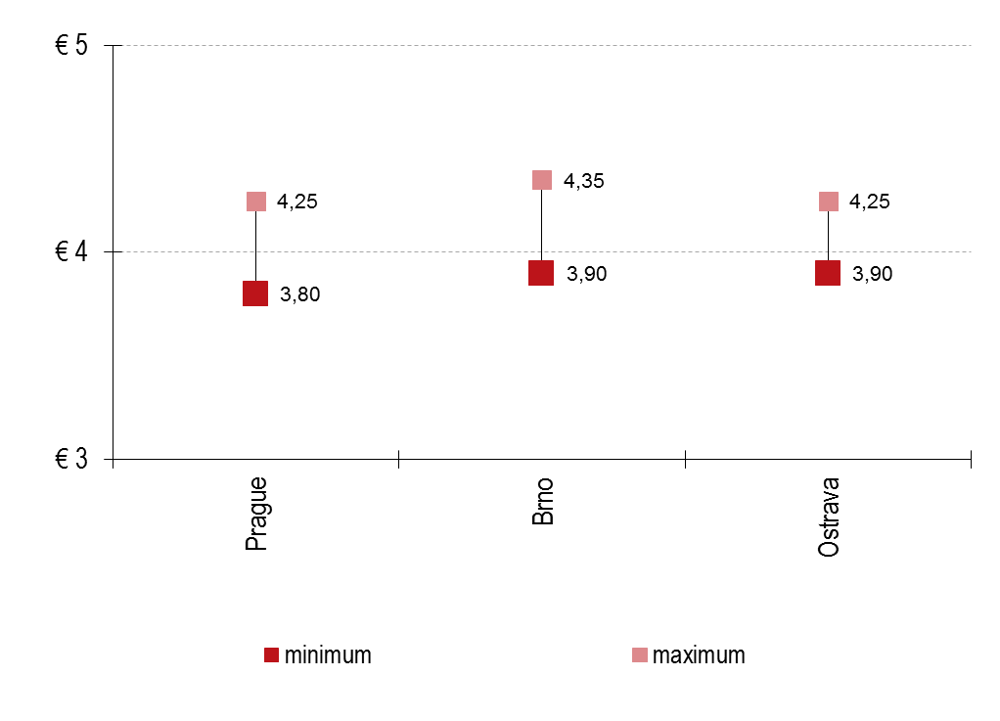 € 5
4,35
4,25
4,25
€ 4
3,90
3,90
3,80
€ 3
Prague
Brno
Ostrava
minimum
maximum